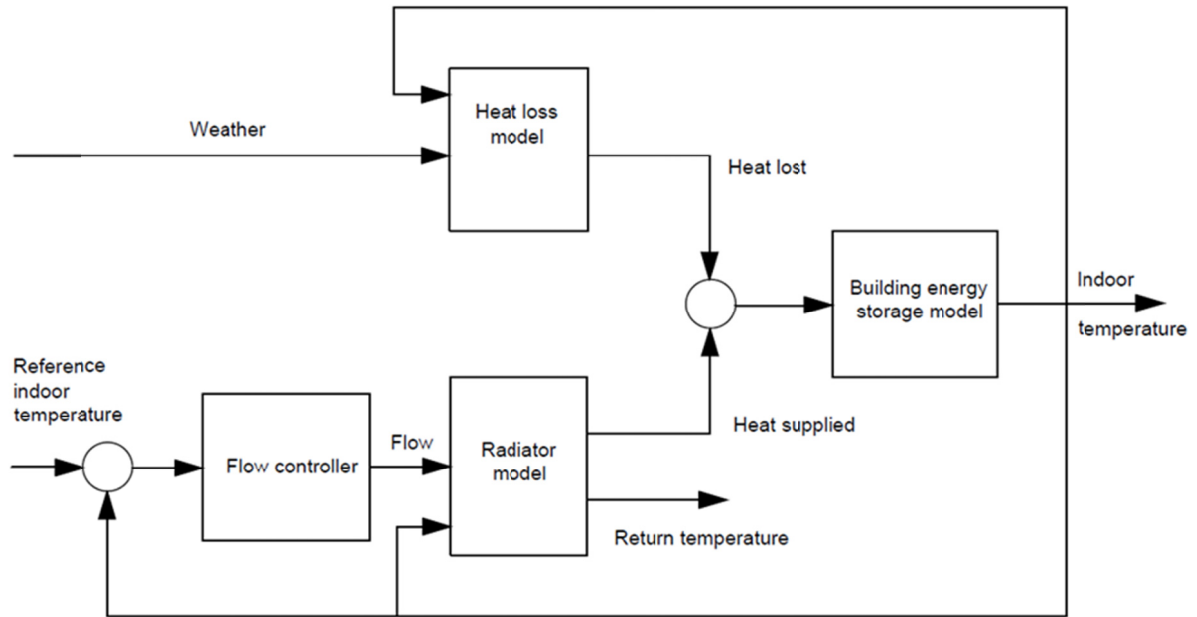 Heat loss
model
Weather
Heat lost
Building energy
storage model
Indoor
temperature
Reference
indoor
temperature
Flow controller
Flow
Radiator
model
Heat supplied
Return temperature